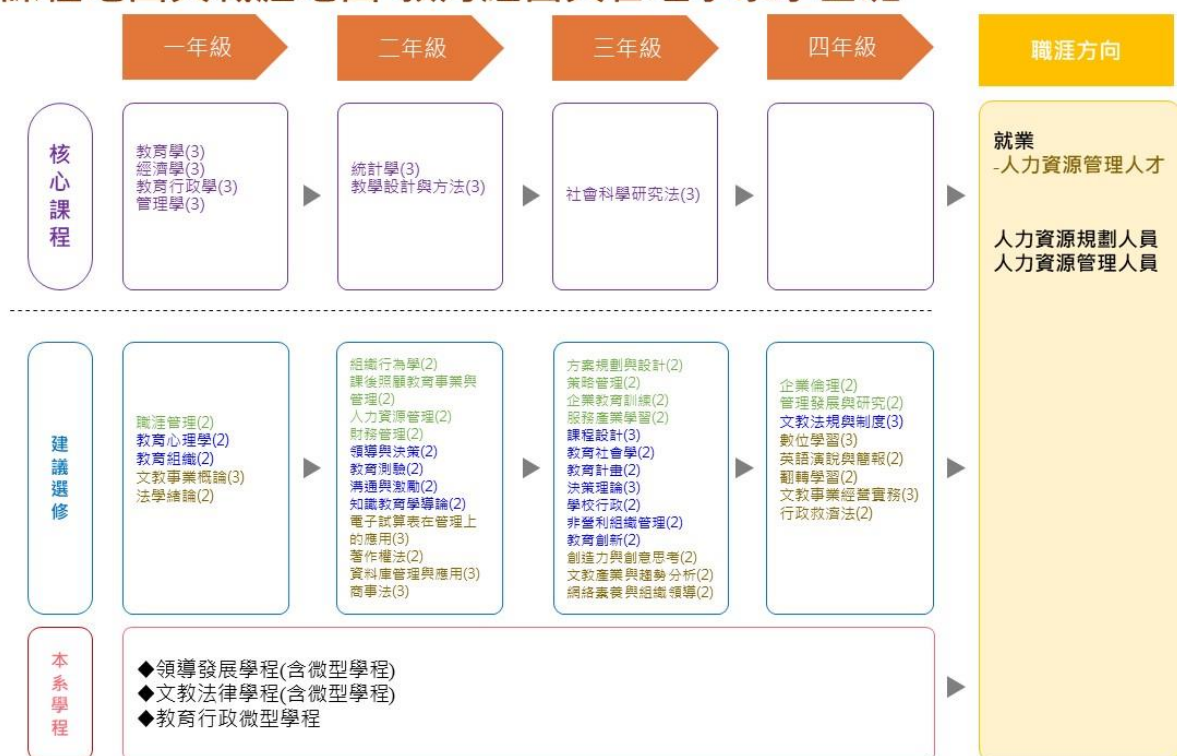 一年級
二年級
三年級
四年級
職涯方向
核心課程
教育學(3)
經濟學(3)
教育行政學(3)
管理學(3)
統計學(3)
教學設計與方法(3)
社會科學研究法(3)
就業
-人力資源管理人才
人力資源規劃人員
人力資源管理人員
建議選修
職涯管理(2)
教育心理學(2)
教育組織(2)
文教事業概論(3)
法學緒論(2)
組織行為學(2)
課後照顧教育事業與
管理(2)
人力資源管理(2)
財務管理(2)
領導與決策(2)
教育測驗(2)
溝通與激勵(2)
知識教育學導論(2)
電子試算表在管理上
的應用(3)
著作權法(2)
資料庫管理與應用(3)
商事法(3)
方案規劃與設計(2)
策略管理(2)
企業教育訓練(2)
服務產業學習(2)
課程設計(3)
教育社會學(2)
教育計畫(2)
決策理論(3)
學校行政(2)
非營利組織管理(2)
教育創新(2)
創造力與創意思考(2)
文教產業與趨勢分析(2)
網絡素養與組織領導(2)
企業倫理(2)
管理發展與研究(2)
文教法規與制度(3)
數位學習(3)
英語演說與簡報(2)
翻轉學習(2)
文教事業經營實務(3)
行政救濟法(2)
本系學程
◆領導發展學程(含微型學程)
◆文教法律學程(含微型學程)
◆教育行政微型學程